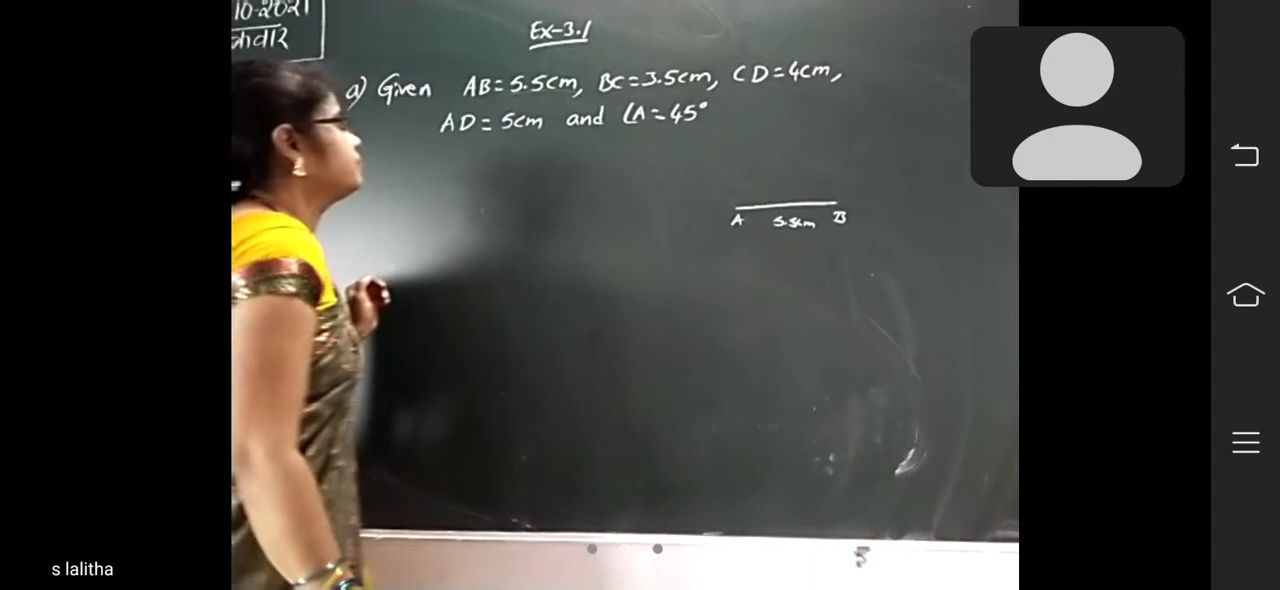 10-2021
Ex-3.1
a) Given AB=5.5cm, BC=3.5cm, CD=4cm,
AD=5cm and ∠A=45°
A 5.5cm B
s lalitha